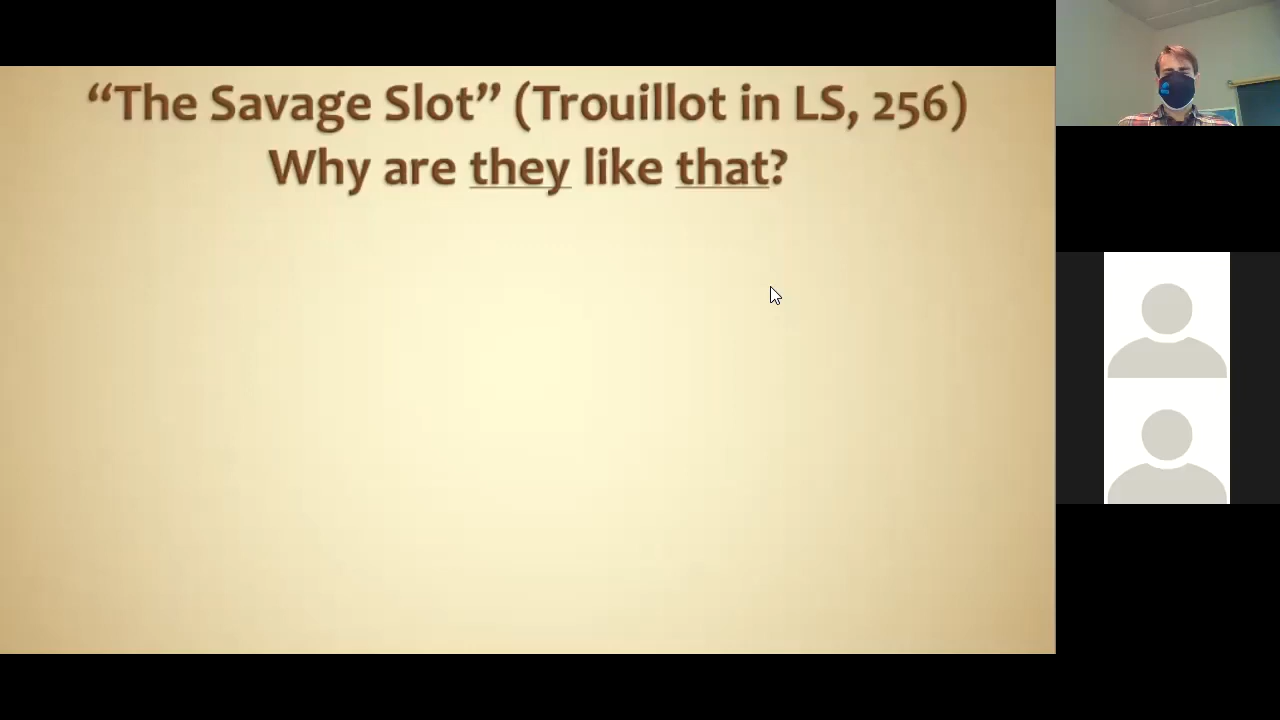 “The Savage Slot” (Trouillot in LS, 256)
Why are they like that?